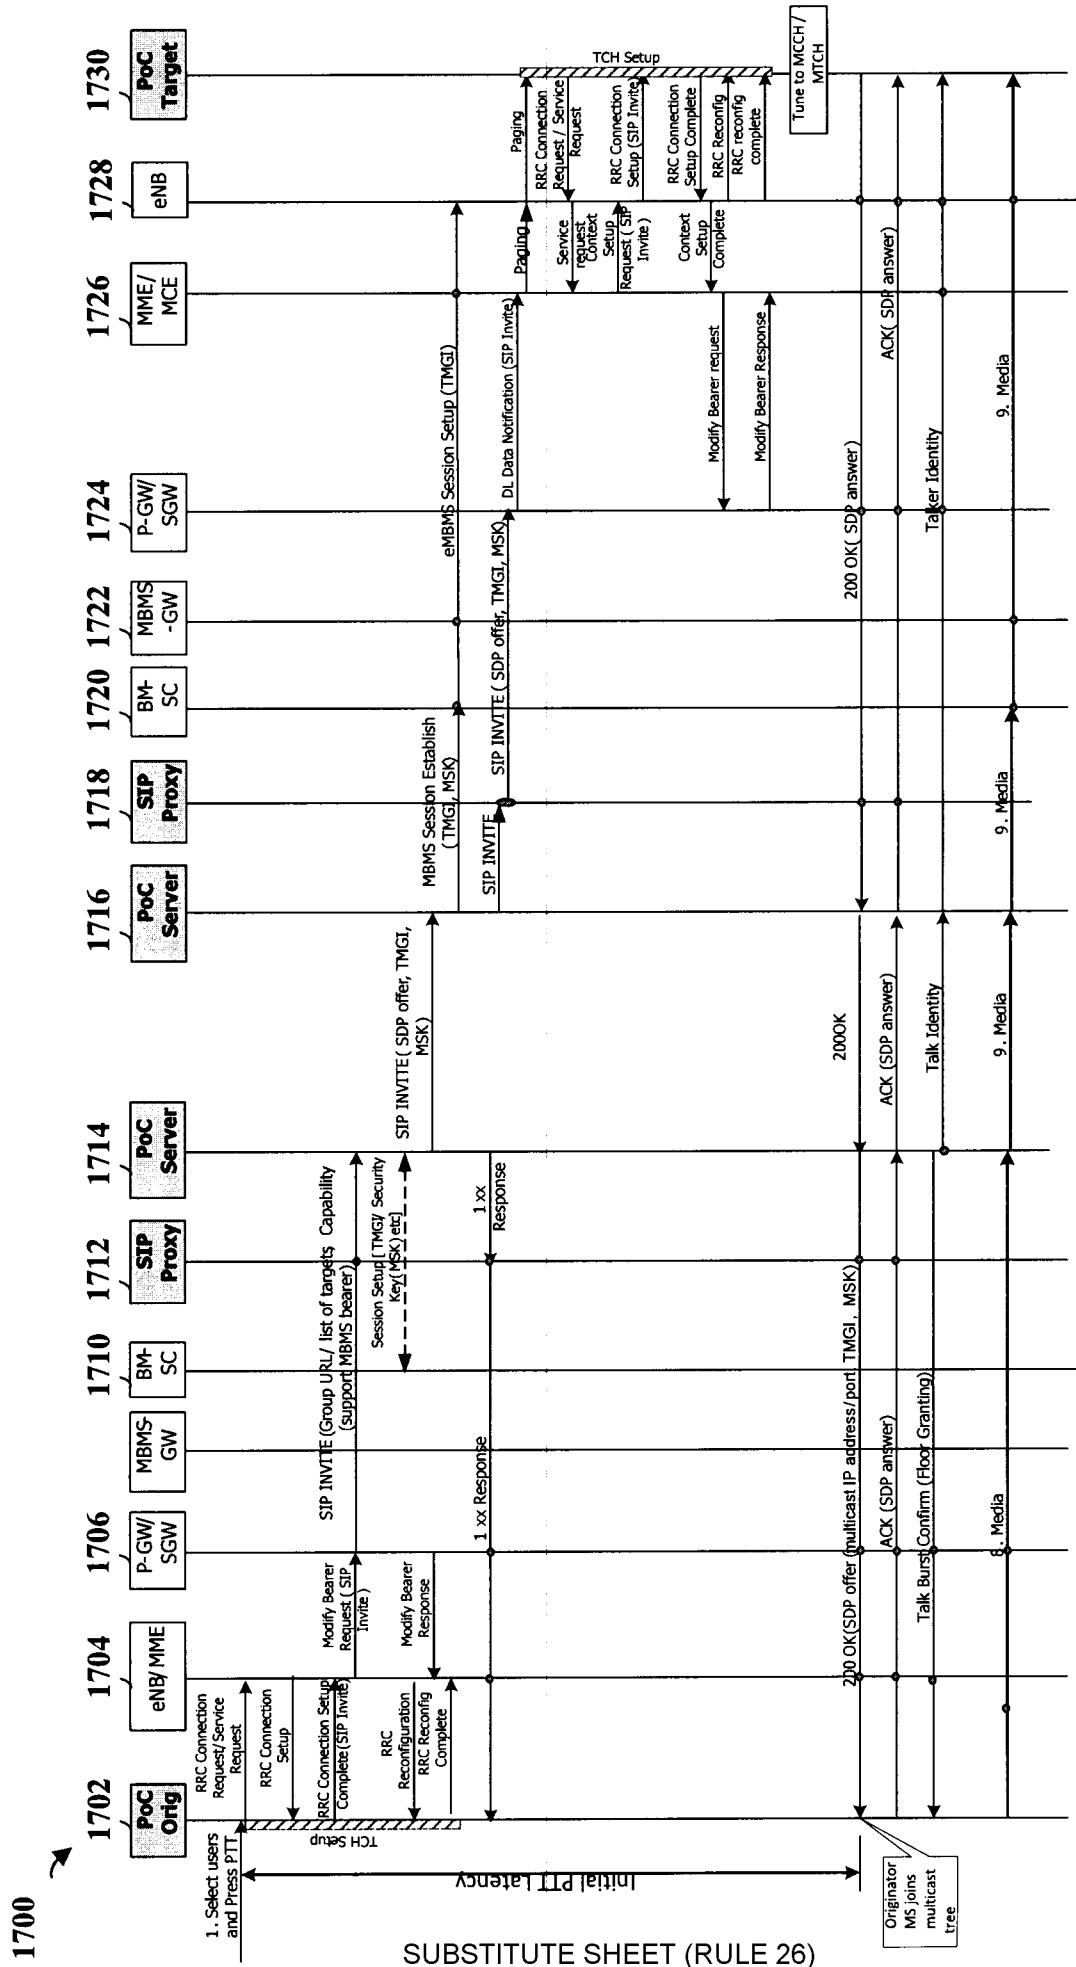 1700
1702
PoC
Orig
1704
eNB/MME
1706
P-GW/
SGW
MBMS-
GW
1710
BM-
SC
1712
SIP
Proxy
1714
PoC
Server
1716
PoC
Server
1718
SIP
Proxy
1720
BM-
SC
1722
MBMS
-GW
1724
P-GW/
SGW
1726
MME/
MCE
1728
eNB
1730
PoC
Target
1. Select users
and Press PTT
RRC Connection
Request/Service
Request
RRC Connection
Setup
RRC Connection Setup
Complete(SIP Invite)
TCH Setup
RRC
Reconfiguration
RRC Reconfig
Complete
Modify Bearer
Request ( SIP
Invite )
Modify Bearer
Response
SIP INVITE (Group URL/ list of targets Capability
(support MBMS bearer)
Session Setup [TMGI/ Security
Key(MSK) etc]
SIP INVITE ( SDP offer, TMGI,
MSK)
MBMS Session Establish
( TMGI, MSK)
eMBMS Session Setup (TMGI)
1 xx Response
1 xx
Response
SIP INVITE
SIP INVITE ( SDP offer, TMGI, MSK)
DL Data Notification (SIP Invite)
Paging
Paging
TCH Setup
RRC Connection
Request / Service
Request
Service
request
Context
Setup
Request ( SIP
Invite)
RRC Connection
Setup (SIP Invite)
RRC Connection
Setup Complete
Context
Setup
Complete
RRC Reconfig
RRC reconfig
complete
Modify Bearer request
Modify Bearer Response
Tune to MCCH /
MTCH
Initial PTT Latency
200 OK(SDP offer (multicast IP address/port, TMGI, MSK)
200OK
200 OK( SDP answer)
Originator
MS joins
multicast
tree
ACK (SDP answer)
ACK (SDP answer)
ACK( SDP answer)
Talk Burst Confirm (Floor Granting)
Talk Identity
Talker Identity
8. Media
9. Media
9. Media
9. Media
SUBSTITUTE SHEET (RULE 26)